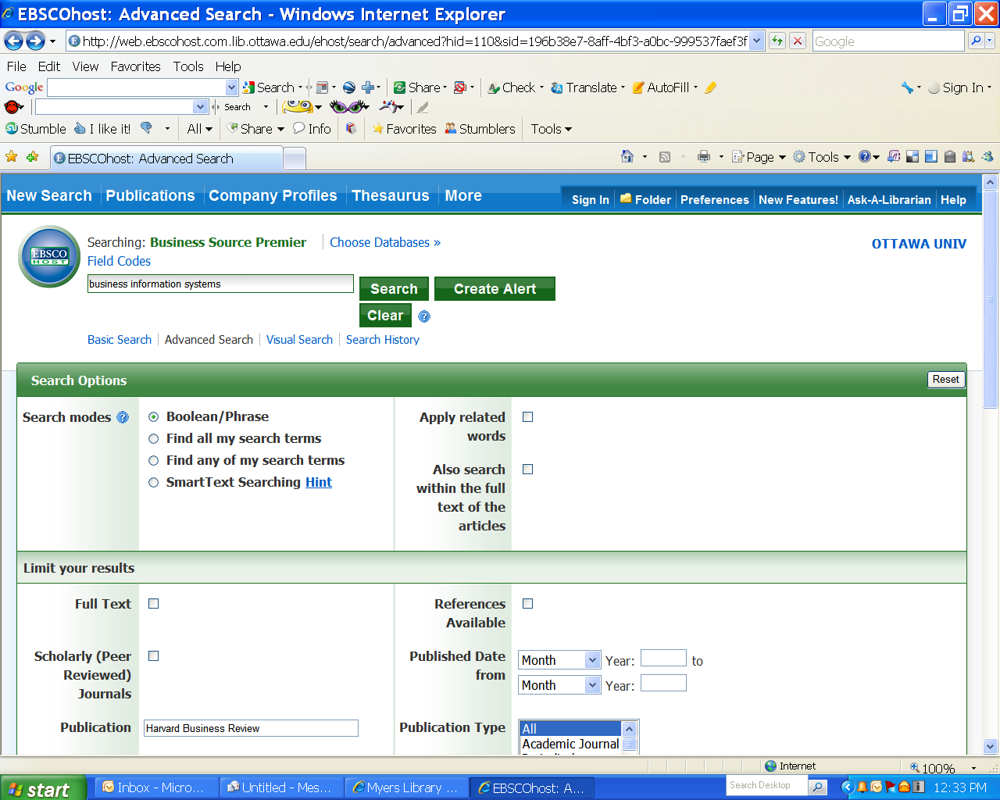 EBSCOhost: Advanced Search - Windows Internet Explorer
http://web.ebscohost.com.lib.ottawa.edu/ehost/search/advanced?hid=110&sid=196b38e7-8aff-4bf3-a0bc-999537faef3f
Google
File Edit View Favorites Tools Help
Google Search Share Check Translate AutoFill Sign In
Search
Stumble I like it! All Share Info Favorites Stumblers Tools
EBSCOhost: Advanced Search Page Tools
New Search Publications Company Profiles Thesaurus More
Sign In Folder Preferences New Features! Ask-A-Librarian Help
EBSCO
HOST
Searching: Business Source Premier Choose Databases »
OTTAWA UNIV
Field Codes
business information systems
Search Create Alert
Clear ?
Basic Search Advanced Search Visual Search Search History
Search Options Reset
Search modes ? Boolean/Phrase
Find all my search terms
Find any of my search terms
SmartText Searching Hint
Apply related
words
Also search
within the full
text of the
articles
Limit your results
Full Text
References
Available
Scholarly (Peer
Reviewed)
Journals
Published Date
from
Month Year: to
Month Year:
Publication Harvard Business Review
Publication Type All
Academic Journal
Internet 100%
start Inbox - Micro... Untitled - Mes... Myers Library ... EBSCOhost: A... Search Desktop 12:33 PM